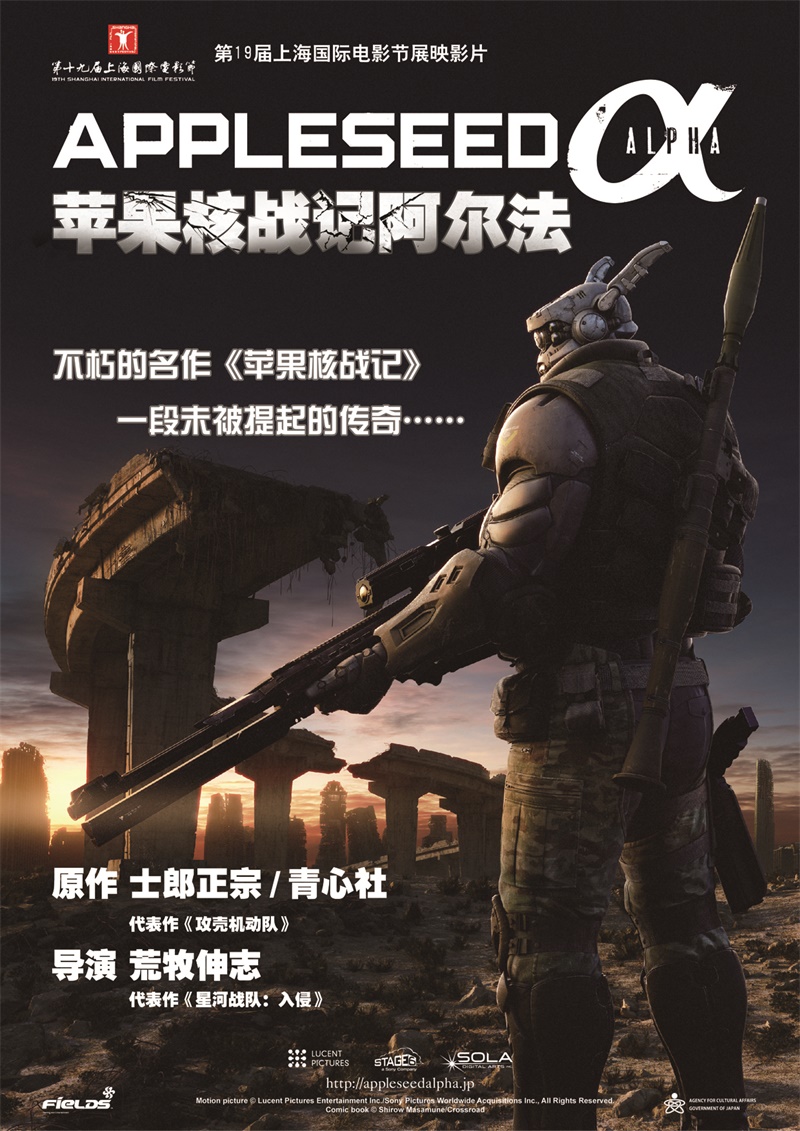 第十九届上海國際電影節
19TH SHANGHAI INTERNATIONAL FILM FESTIVAL
第19届上海国际电影节展映影片
APPLESEED α
ALPHA
苹果核战记阿尔法
不朽的名作《苹果核战记》
一段未被提起的传奇……
原作 士郎正宗 / 青心社
代表作《攻壳机动队》
导演 荒牧伸志
代表作《星河战队：入侵》
LUCENT
PICTURES
STAGE6
a Sony Company
SOLA
DIGITAL ARTS
http://appleseedalpha.jp
FIELDS
Motion picture © Lucent Pictures Entertainment Inc./Sony Pictures Worldwide Acquisitions Inc., All Rights Reserved
Comic book © Shirow Masamune/Crossroad
AGENCY FOR CULTURAL AFFAIRS
GOVERNMENT OF JAPAN